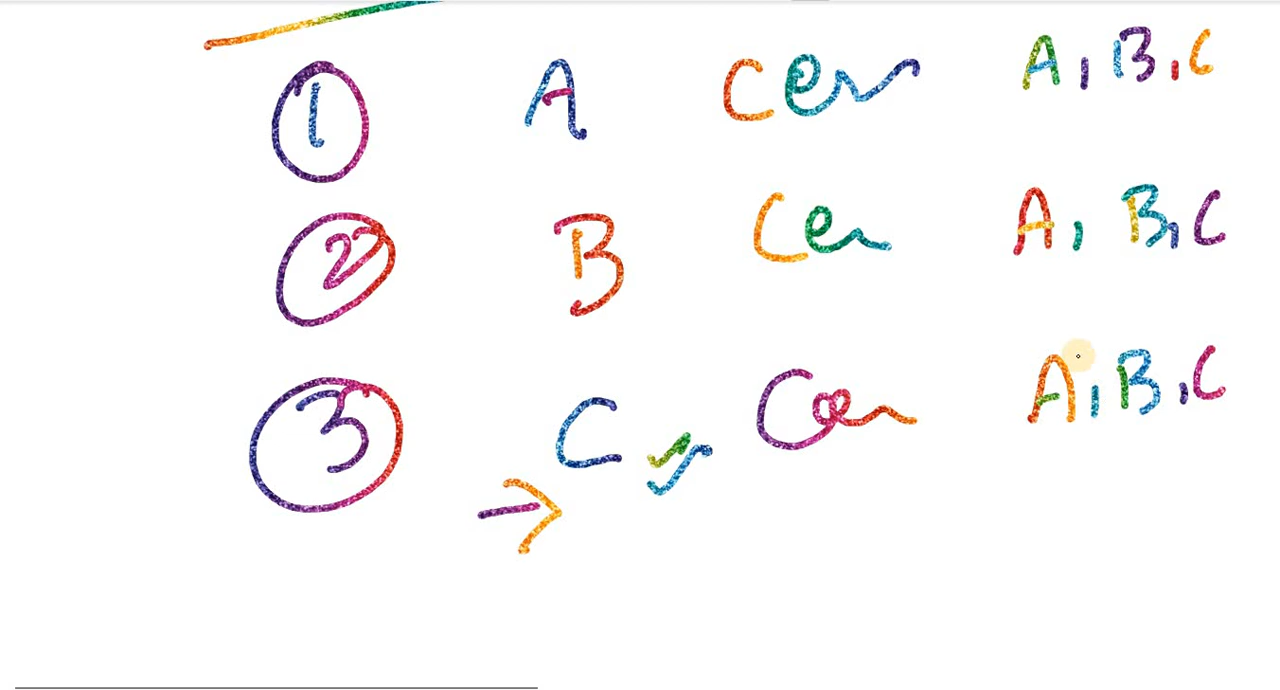 1 A Cer A, B, C
2 B Cer A, B, C
3 C Cer A, B, C